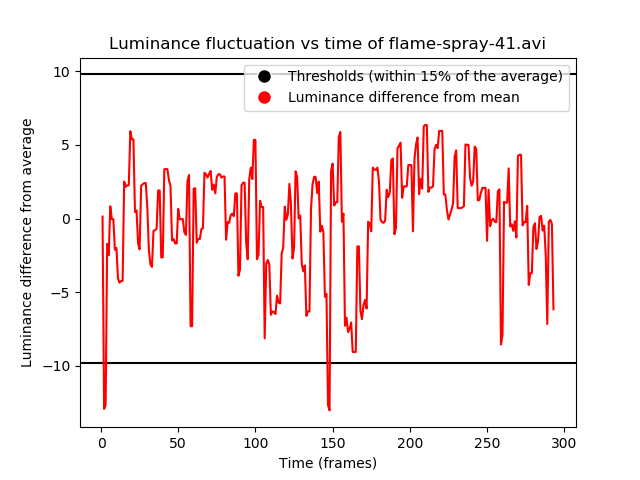 Luminance fluctuation vs time of flame-spray-41.avi
Thresholds (within 15% of the average)
Luminance difference from mean
Luminance difference from average
10
5
0
−5
−10
0 50 100 150 200 250 300
Time (frames)